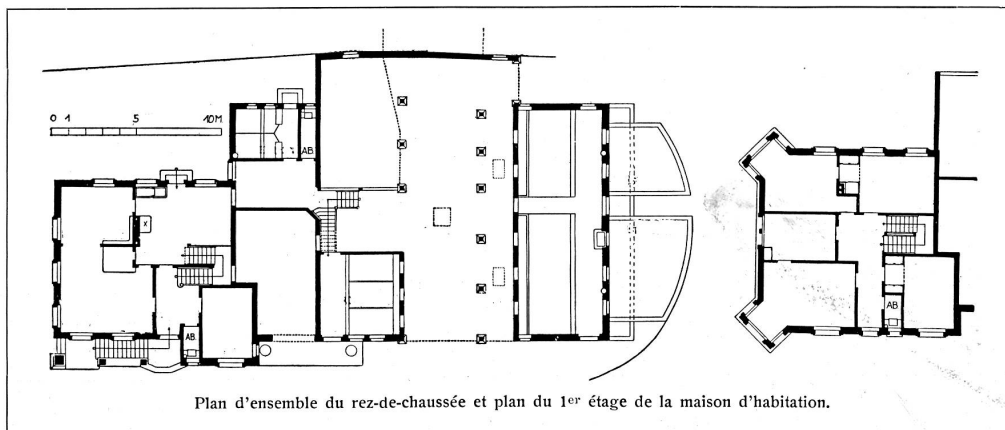 0 1 5 10M
AB.
X
AB.
AB
Plan d'ensemble du rez-de-chaussée et plan du 1er étage de la maison d'habitation.